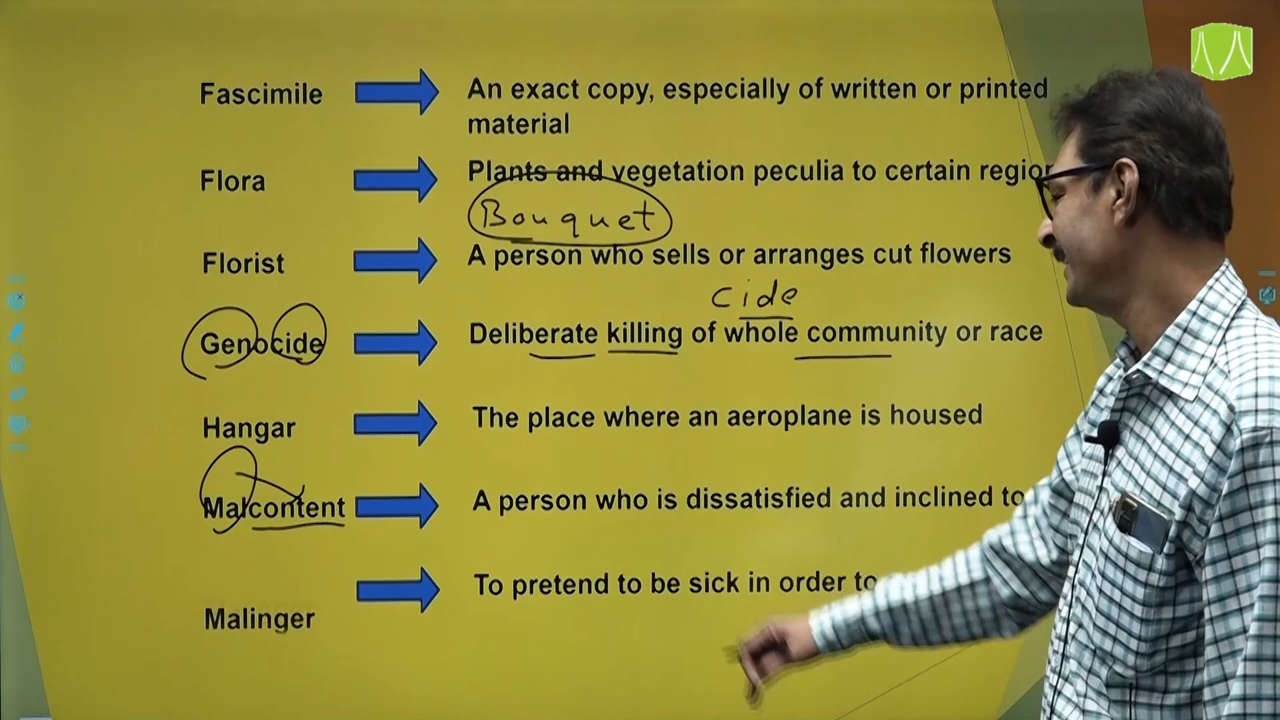 Fascimile An exact copy, especially of written or printed
material
Flora Plants and vegetation peculia to certain region
Bouquet
Florist A person who sells or arranges cut flowers
cide
Genocide Deliberate killing of whole community or race
Hangar The place where an aeroplane is housed
Malcontent A person who is dissatisfied and inclined to
To pretend to be sick in order to
Malinger